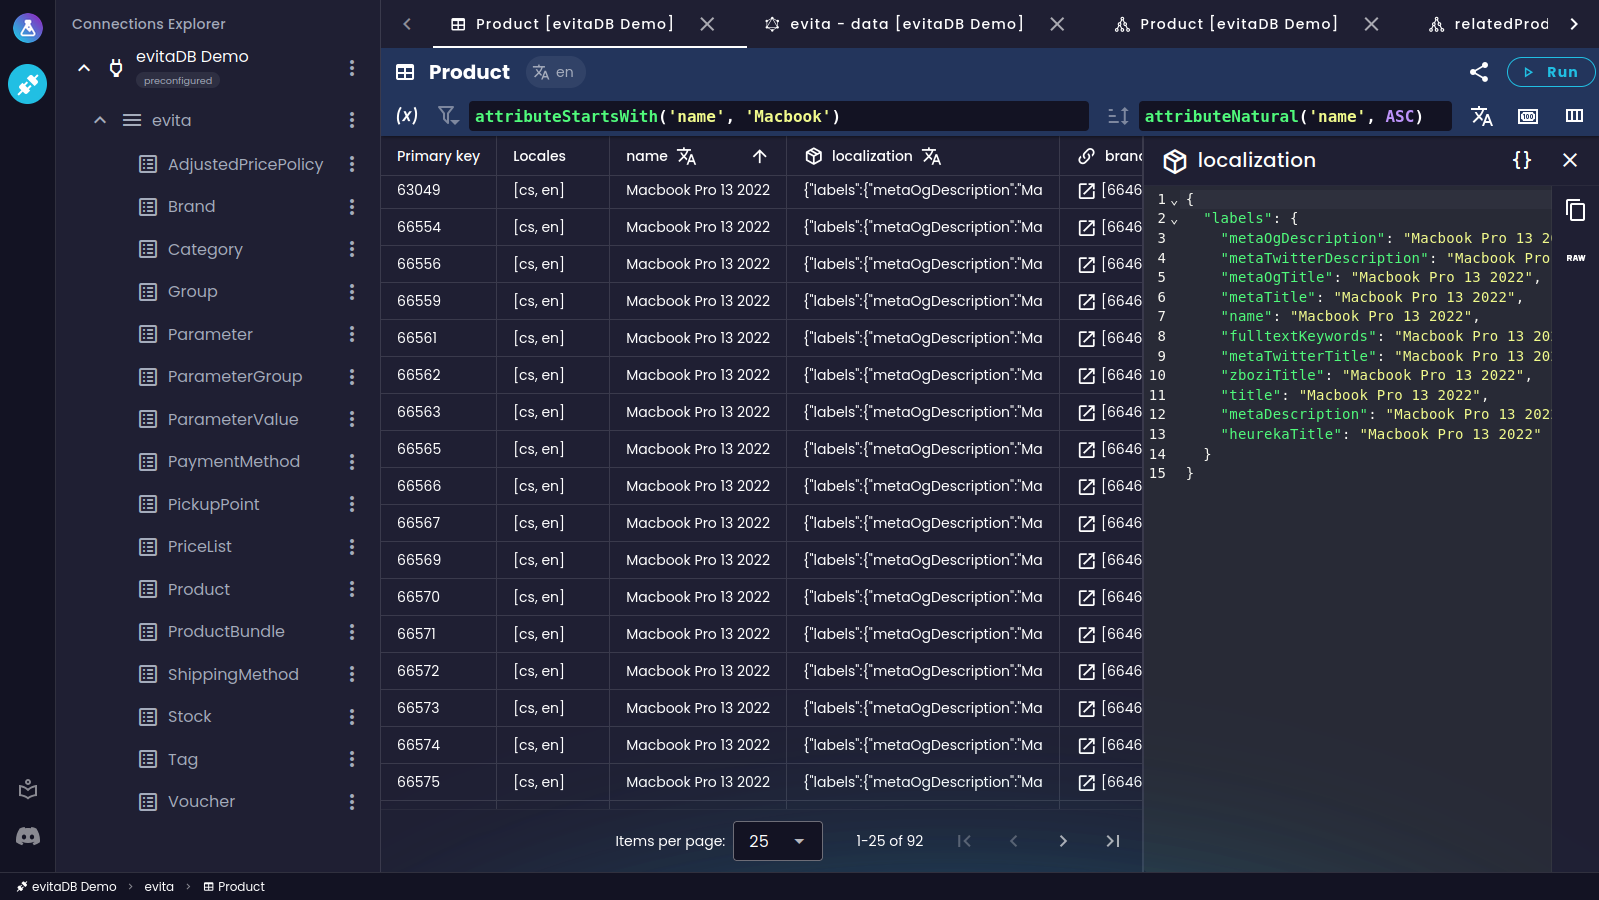 Connections Explorer
evitaDB Demo
preconfigured
evita
AdjustedPricePolicy
Brand
Category
Group
Parameter
ParameterGroup
ParameterValue
PaymentMethod
PickupPoint
PriceList
Product
ProductBundle
ShippingMethod
Stock
Tag
Voucher
Product [evitaDB Demo]
evita - data [evitaDB Demo]
Product [evitaDB Demo]
relatedProd
Product
en
Run
(x)
attributeStartsWith('name', 'Macbook')
attributeNatural('name', ASC)
Primary key Locales name localization bran
63049 [cs, en] Macbook Pro 13 2022 {"labels":{"metaOgDescription":"Ma [6646
66554 [cs, en] Macbook Pro 13 2022 {"labels":{"metaOgDescription":"Ma [6646
66556 [cs, en] Macbook Pro 13 2022 {"labels":{"metaOgDescription":"Ma [6646
66559 [cs, en] Macbook Pro 13 2022 {"labels":{"metaOgDescription":"Ma [6646
66561 [cs, en] Macbook Pro 13 2022 {"labels":{"metaOgDescription":"Ma [6646
66562 [cs, en] Macbook Pro 13 2022 {"labels":{"metaOgDescription":"Ma [6646
66563 [cs, en] Macbook Pro 13 2022 {"labels":{"metaOgDescription":"Ma [6646
66565 [cs, en] Macbook Pro 13 2022 {"labels":{"metaOgDescription":"Ma [6646
66566 [cs, en] Macbook Pro 13 2022 {"labels":{"metaOgDescription":"Ma [6646
66567 [cs, en] Macbook Pro 13 2022 {"labels":{"metaOgDescription":"Ma [6646
66569 [cs, en] Macbook Pro 13 2022 {"labels":{"metaOgDescription":"Ma [6646
66570 [cs, en] Macbook Pro 13 2022 {"labels":{"metaOgDescription":"Ma [6646
66571 [cs, en] Macbook Pro 13 2022 {"labels":{"metaOgDescription":"Ma [6646
66572 [cs, en] Macbook Pro 13 2022 {"labels":{"metaOgDescription":"Ma [6646
66573 [cs, en] Macbook Pro 13 2022 {"labels":{"metaOgDescription":"Ma [6646
66574 [cs, en] Macbook Pro 13 2022 {"labels":{"metaOgDescription":"Ma [6646
66575 [cs, en] Macbook Pro 13 2022 {"labels":{"metaOgDescription":"Ma [6646
Items per page: 25 1-25 of 92
localization {}
RAW
1 {
2 "labels": {
3 "metaOgDescription": "Macbook Pro 13 2
4 "metaTwitterDescription": "Macbook Pro
5 "metaOgTitle": "Macbook Pro 13 2022",
6 "metaTitle": "Macbook Pro 13 2022",
7 "name": "Macbook Pro 13 2022",
8 "fulltextKeywords": "Macbook Pro 13 20
9 "metaTwitterTitle": "Macbook Pro 13 20
10 "zboziTitle": "Macbook Pro 13 2022",
11 "title": "Macbook Pro 13 2022",
12 "metaDescription": "Macbook Pro 13 202
13 "heurekaTitle": "Macbook Pro 13 2022"
14 }
15 }
evitaDB Demo > evita > Product